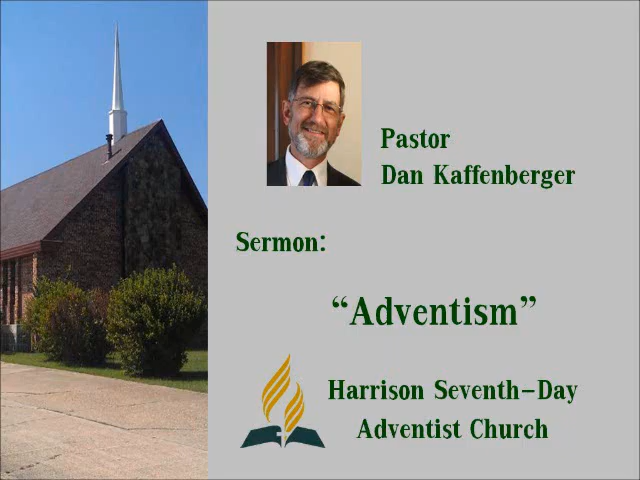 Pastor
Dan Kaffenberger
Sermon:
“Adventism”
Harrison Seventh-Day
Adventist Church